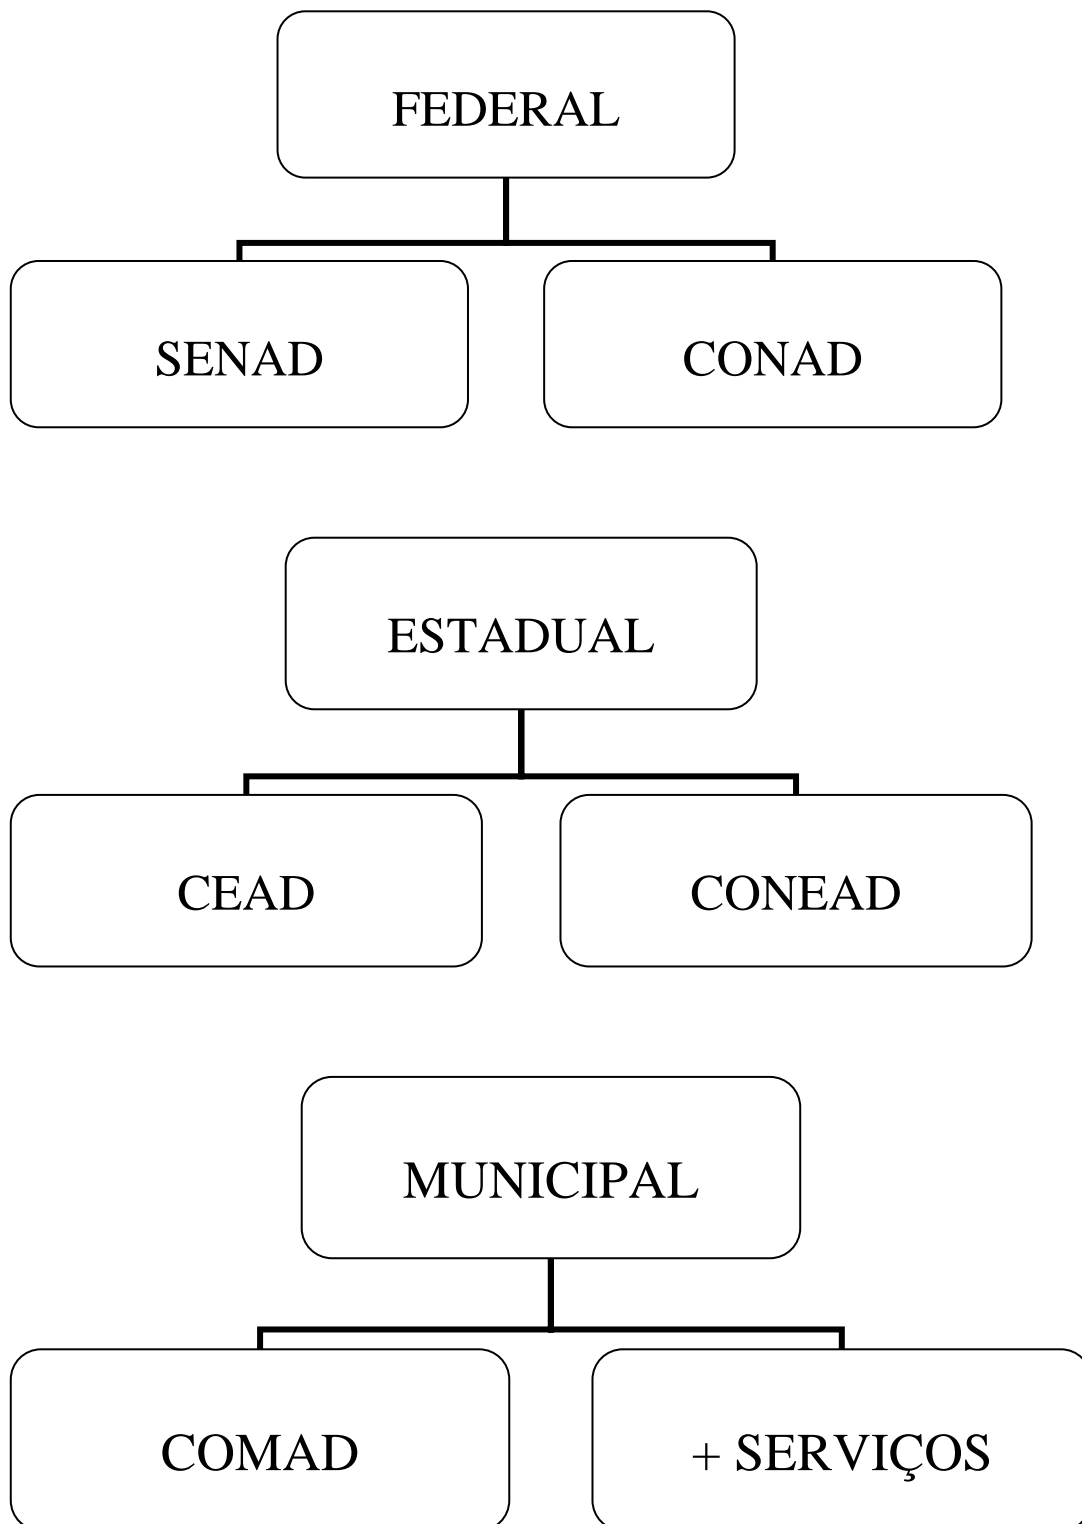 FEDERAL
SENAD
CONAD
ESTADUAL
CEAD
CONEAD
MUNICIPAL
COMAD
+ SERVIÇOS